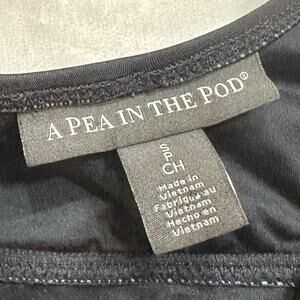 A PEA IN THE POD®
S
P
CH
Made in
Vietnam
Fabriqué au
Vietnam
Hecho en
Vietnam